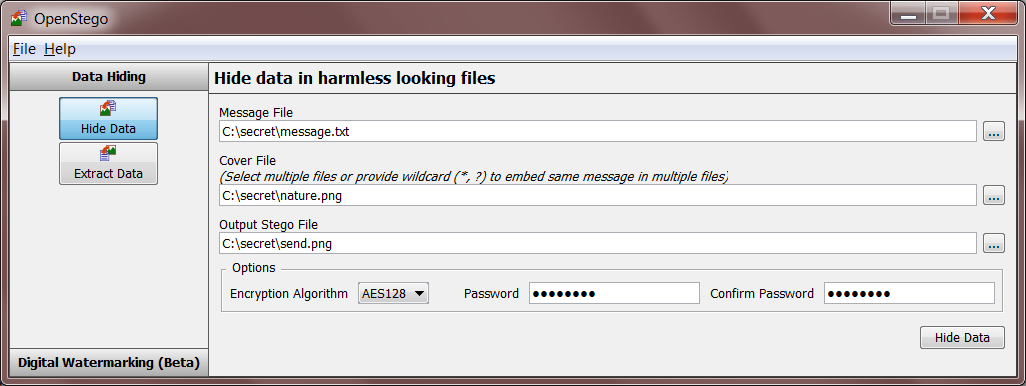 OpenStego
File Help
Data Hiding
Hide Data
Extract Data
Digital Watermarking (Beta)
Hide data in harmless looking files
Message File
C:\secret\message.txt
...
Cover File
(Select multiple files or provide wildcard (*, ?) to embed same message in multiple files)
C:\secret\nature.png
...
Output Stego File
C:\secret\send.png
...
Options
Encryption Algorithm AES128 Password ●●●●●●●● Confirm Password ●●●●●●●●
Hide Data